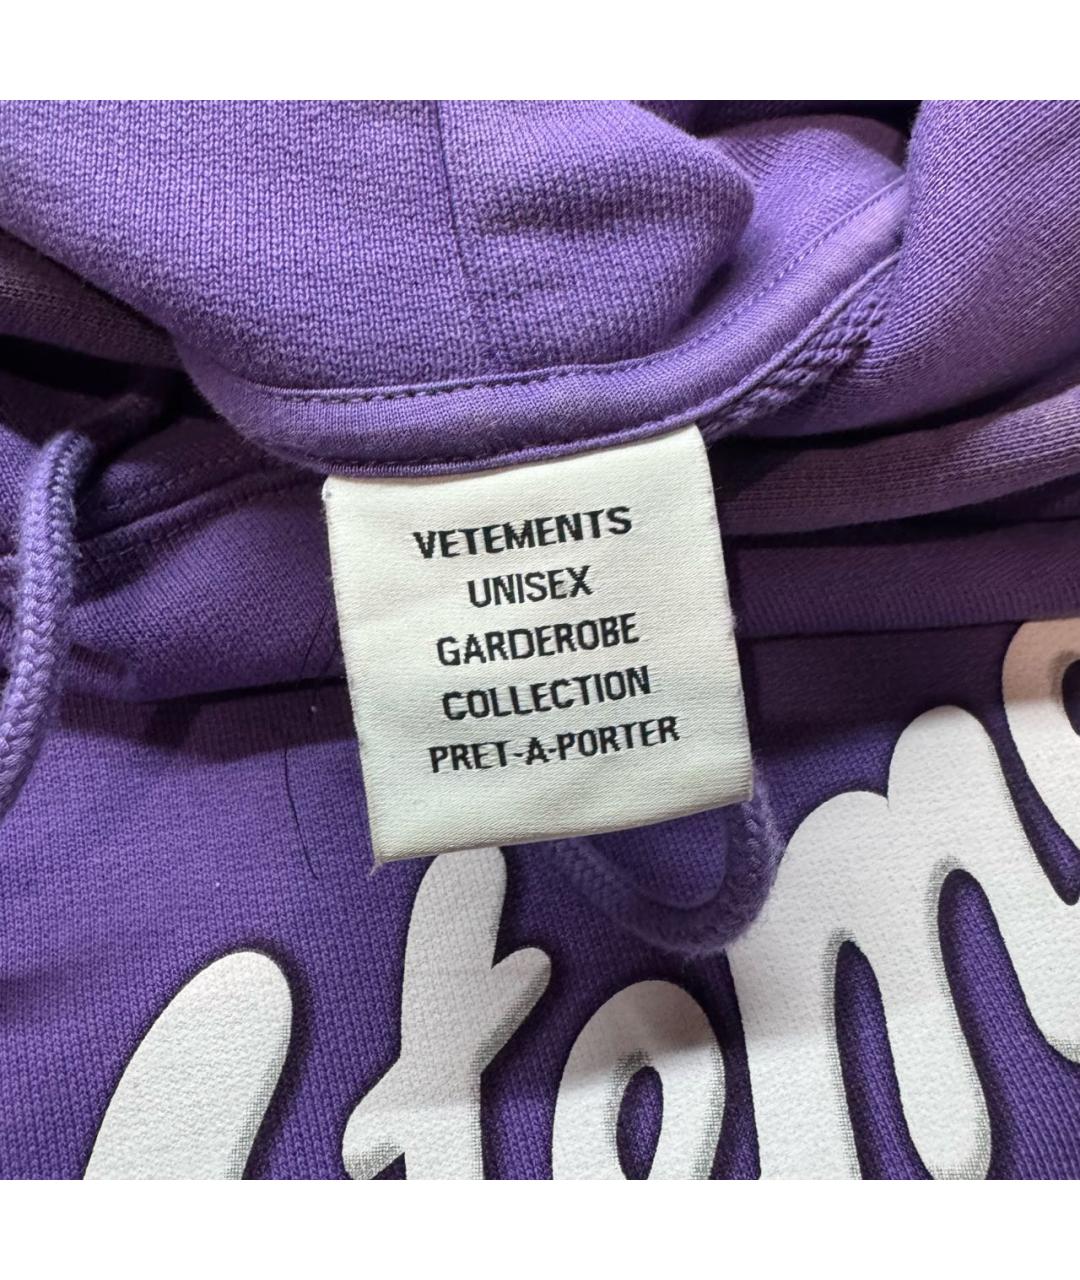 VETEMENTS
UNISEX
GARDEROBE
COLLECTION
PRET-A-PORTER